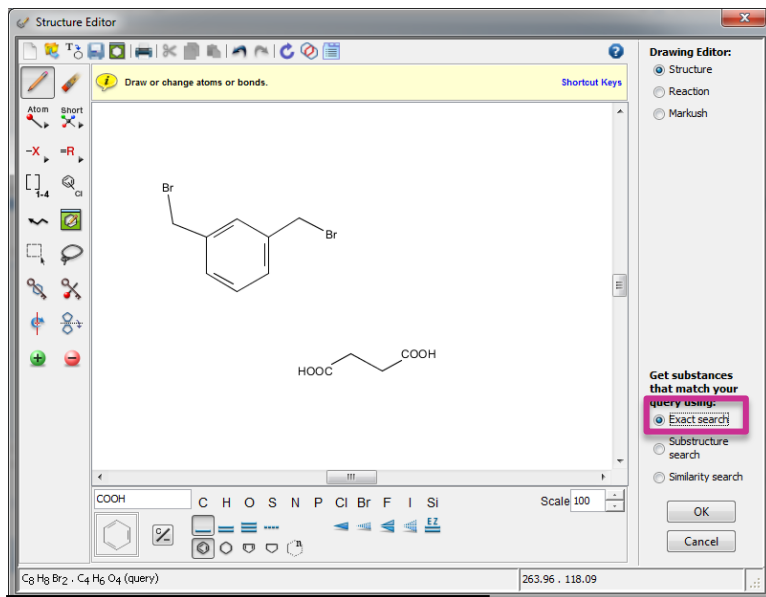 Structure Editor
Draw or change atoms or bonds.
Shortcut Keys
Drawing Editor:
Structure
Reaction
Markush
Atom
Short
-X
=R
[ ]1-4
Cl
Br
Br
HOOC
COOH
Get substances
that match your
query using:
Exact search
Substructure
search
Similarity search
OK
Cancel
COOH
C H O S N P Cl Br F I Si
Scale 100
EZ
n
C8 H8 Br2 . C4 H6 O4 (query)
263.96 . 118.09